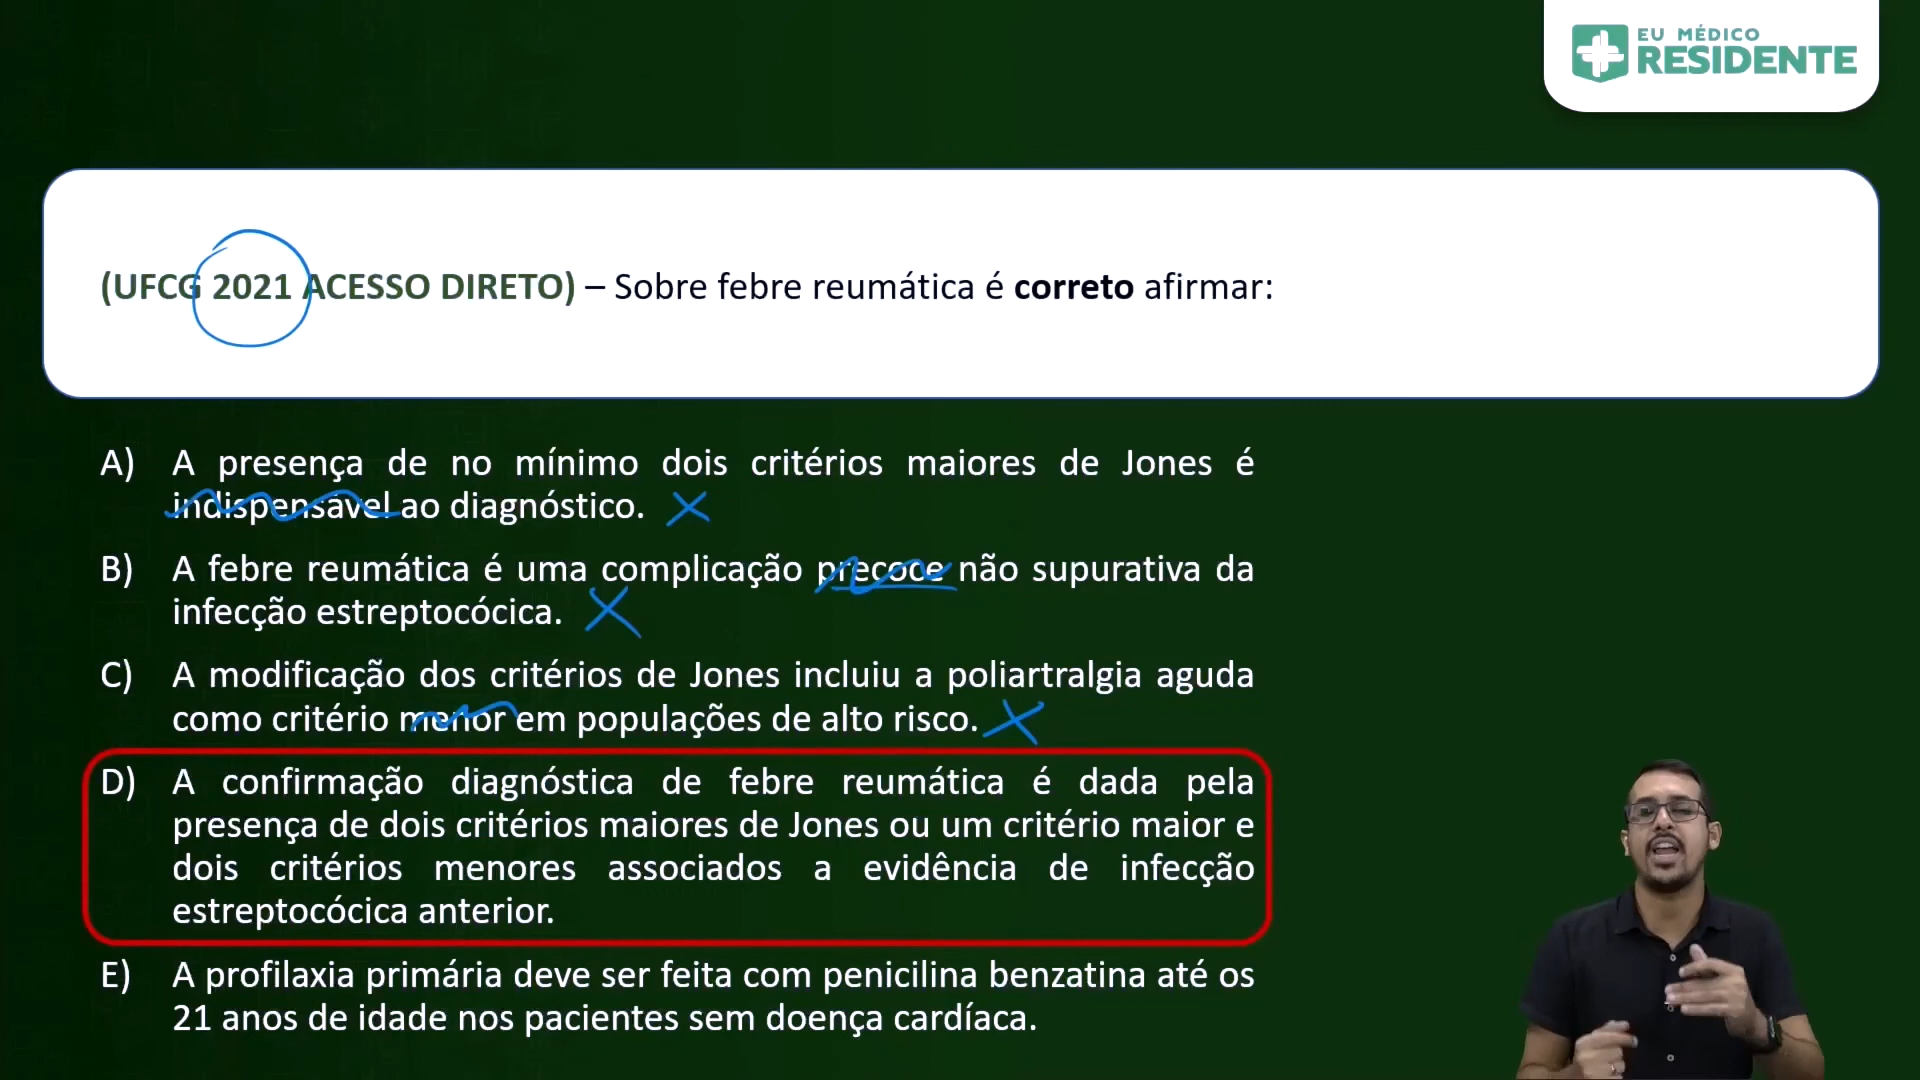 EU MÉDICO
RESIDENTE
(UFCG 2021 ACESSO DIRETO) – Sobre febre reumática é correto afirmar:
A) A presença de no mínimo dois critérios maiores de Jones é
indispensável ao diagnóstico.
B) A febre reumática é uma complicação precoce não supurativa da
infecção estreptocócica.
C) A modificação dos critérios de Jones incluiu a poliartralgia aguda
como critério menor em populações de alto risco.
D) A confirmação diagnóstica de febre reumática é dada pela
presença de dois critérios maiores de Jones ou um critério maior e
dois critérios menores associados a evidência de infecção
estreptocócica anterior.
E) A profilaxia primária deve ser feita com penicilina benzatina até os
21 anos de idade nos pacientes sem doença cardíaca.